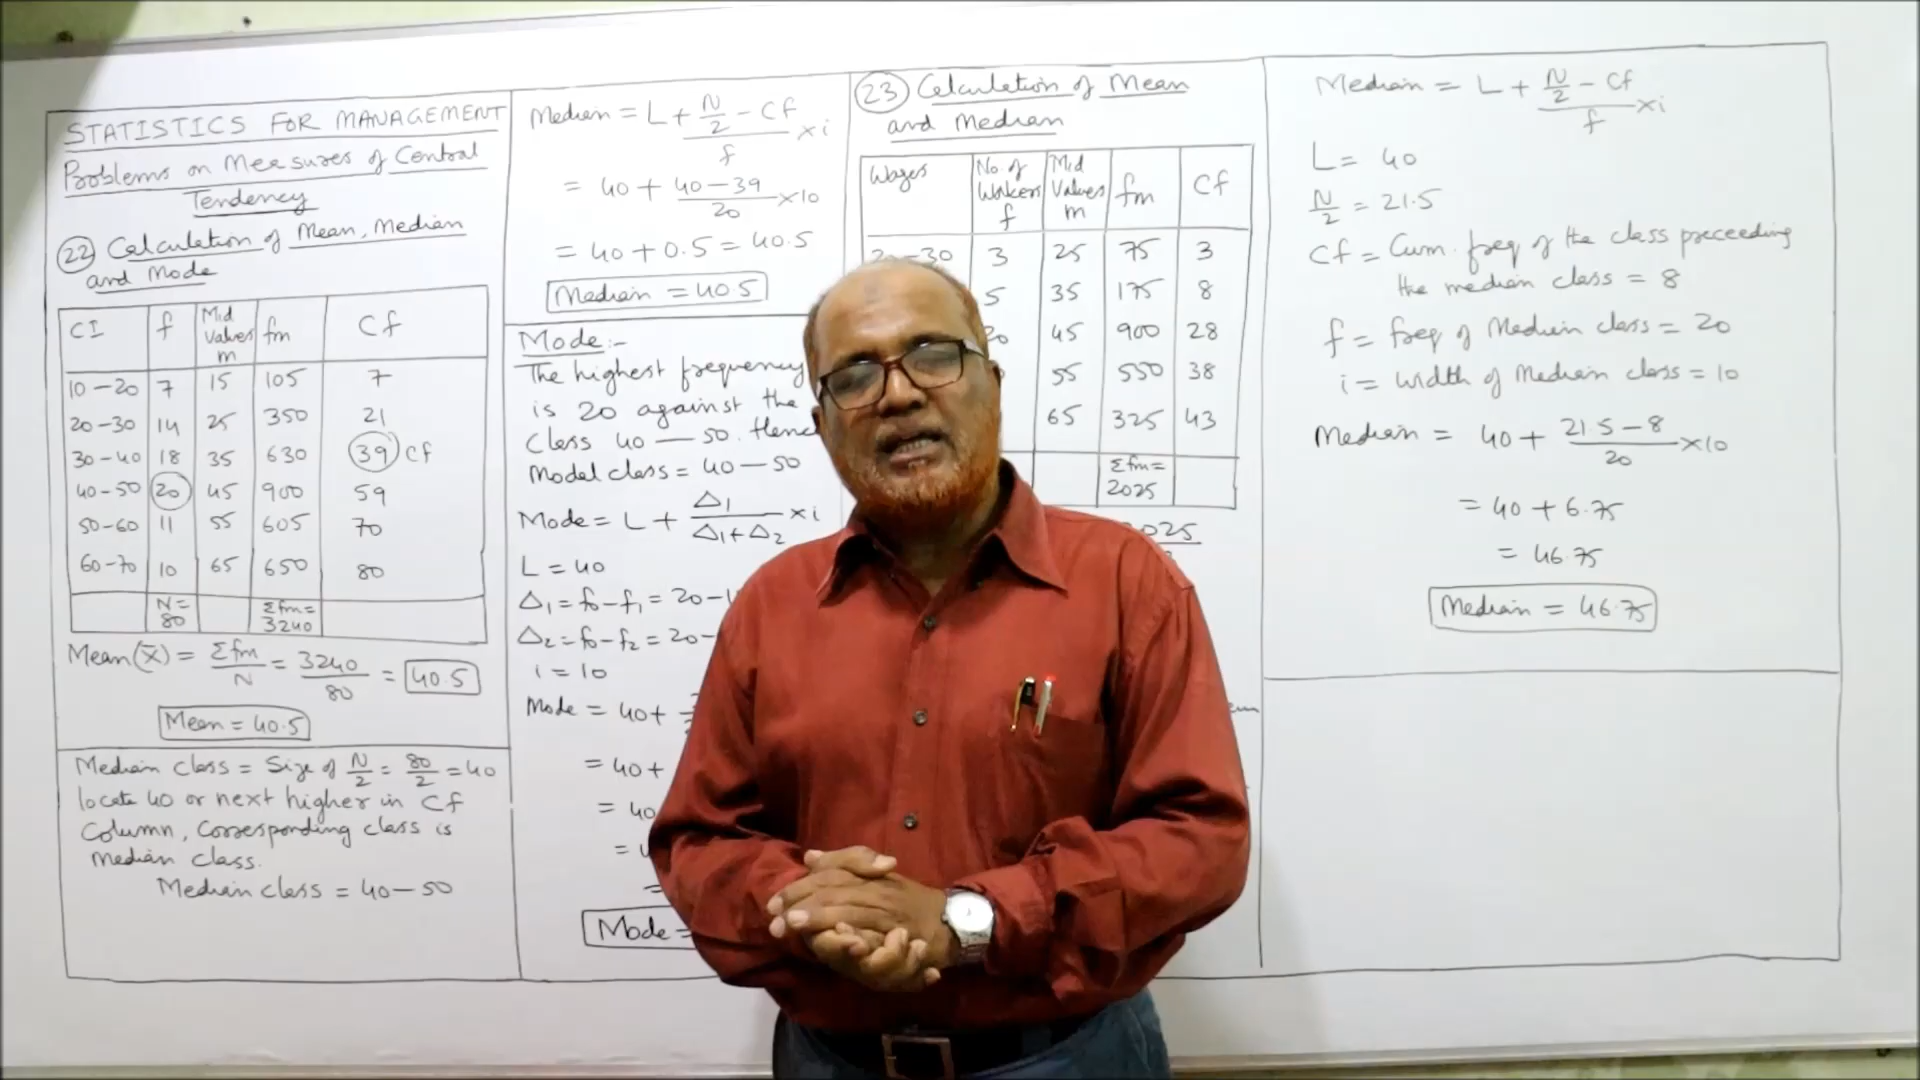 STATISTICS FOR MANAGEMENT
Problems on Measures of Central
Tendency
22 Calculation of Mean, Median
and Mode
CI f Mid Values m fm Cf
10-20 7 15 105 7
20-30 14 25 350 21
30-40 18 35 630 39 Cf
40-50 20 45 900 59
50-60 11 55 605 70
60-70 10 65 650 80
N = 80 Σfm = 3240
Mean (x̄) = Σfm/N = 3240/80 = 40.5
Mean = 40.5
Median class = Size of N/2 = 80/2 = 40
locate 40 or next higher in Cf
Column, Corresponding class is
Median class.
Median class = 40-50
Median = L + (N/2 - Cf)/f × i
= 40 + (40-39)/20 × 10
= 40 + 0.5 = 40.5
Median = 40.5
Mode:-
The highest frequency
is 20 against the
Class 40-50. Hence
Model class = 40-50
Mode = L + Δ1/(Δ1+Δ2) × i
L = 40
Δ1 = f0 - f1 = 20 -
Δ2 = f0 - f2 = 20 -
i = 10
Mode = 40 +
= 40 +
= 40
=
=
Mode =
23 Calculation of Mean
and Median
Wages No. of Workers f Mid Values m fm Cf
20-30 3 25 75 3
5 35 175 8
45 900 28
55 550 38
65 325 43
Σfm = 2025
2025
Median = L + (N/2 - Cf)/f × i
L = 40
N/2 = 21.5
Cf = Cum. freq of the class preceeding
the median class = 8
f = freq of Median class = 20
i = width of Median class = 10
Median = 40 + (21.5-8)/20 × 10
= 40 + 6.75
= 46.75
Median = 46.75